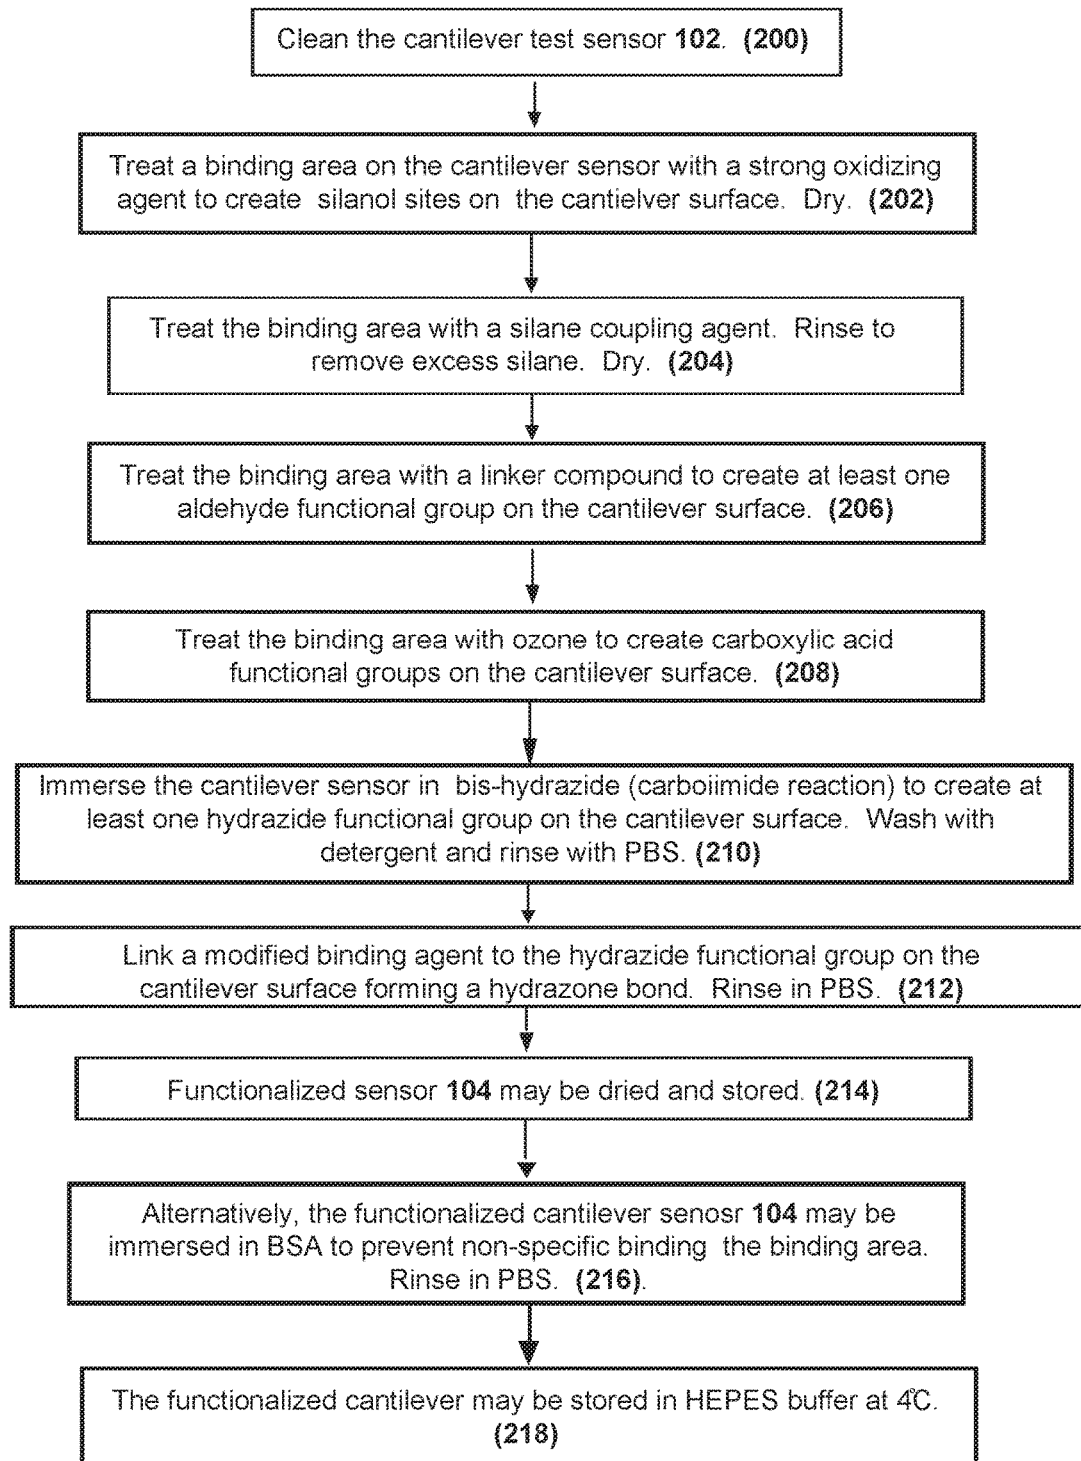 Clean the cantilever test sensor 102. (200)
Treat a binding area on the cantilever sensor with a strong oxidizing
agent to create silanol sites on the cantielver surface. Dry. (202)
Treat the binding area with a silane coupling agent. Rinse to
remove excess silane. Dry. (204)
Treat the binding area with a linker compound to create at least one
aldehyde functional group on the cantilever surface. (206)
Treat the binding area with ozone to create carboxylic acid
functional groups on the cantilever surface. (208)
Immerse the cantilever sensor in bis-hydrazide (carboiimide reaction) to create at
least one hydrazide functional group on the cantilever surface. Wash with
detergent and rinse with PBS. (210)
Link a modified binding agent to the hydrazide functional group on the
cantilever surface forming a hydrazone bond. Rinse in PBS. (212)
Functionalized sensor 104 may be dried and stored. (214)
Alternatively, the functionalized cantilever senosr 104 may be
immersed in BSA to prevent non-specific binding the binding area.
Rinse in PBS. (216).
The functionalized cantilever may be stored in HEPES buffer at 4°C.
(218)